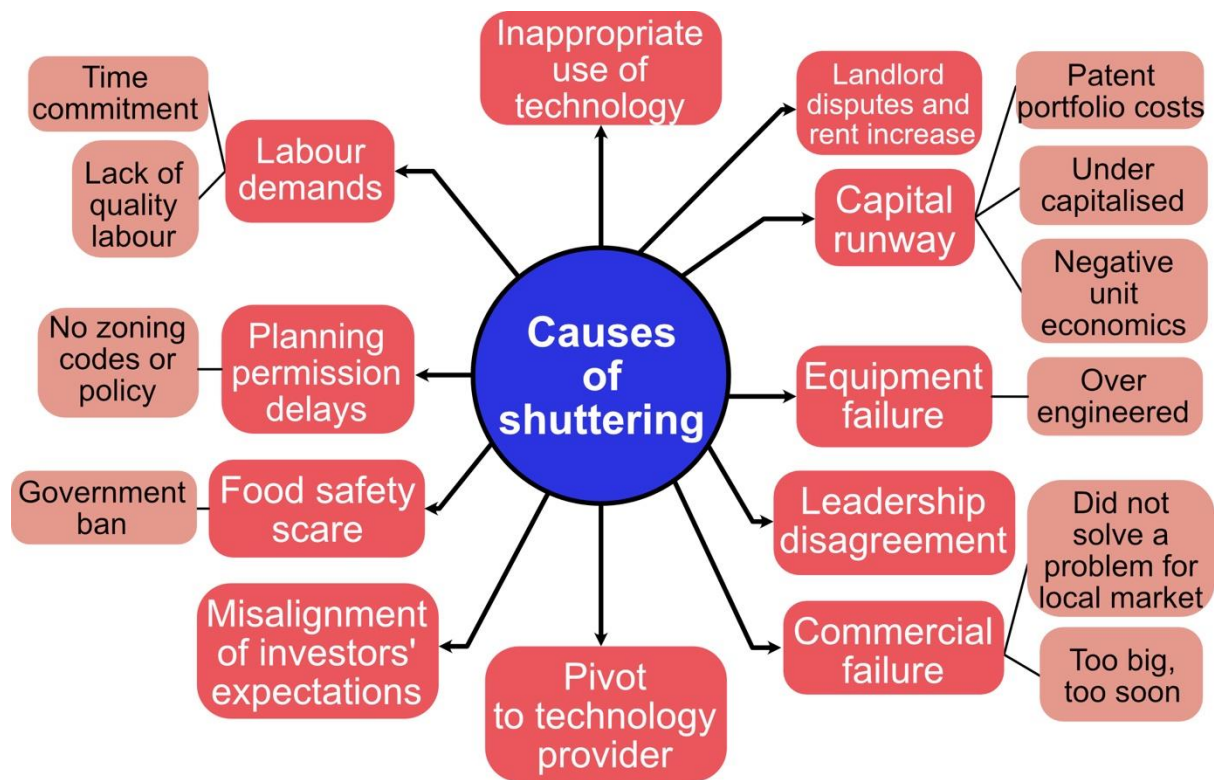 Causes
of
shuttering
Inappropriate
use of
technology
Landlord
disputes and
rent increase
Capital
runway
Patent
portfolio costs
Under
capitalised
Negative
unit
economics
Equipment
failure
Over
engineered
Leadership
disagreement
Commercial
failure
Did not
solve a
problem for
local market
Too big,
too soon
Pivot
to technology
provider
Misalignment
of investors'
expectations
Food safety
scare
Government
ban
Planning
permission
delays
No zoning
codes or
policy
Labour
demands
Time
commitment
Lack of
quality
labour